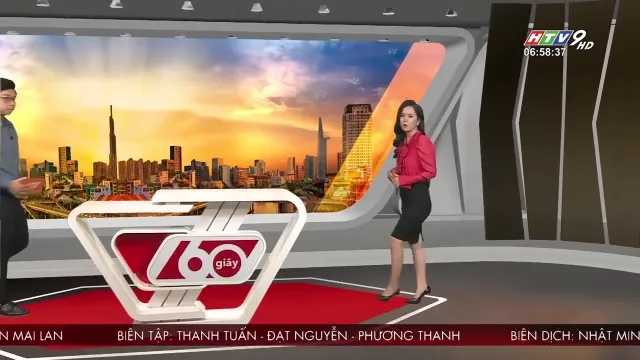 HTV9 HD
06:58:37
60 giây
N MAI LAN BIÊN TẬP: THANH TUẤN - ĐẠT NGUYỄN - PHƯƠNG THANH BIÊN DỊCH: NHẬT MIN